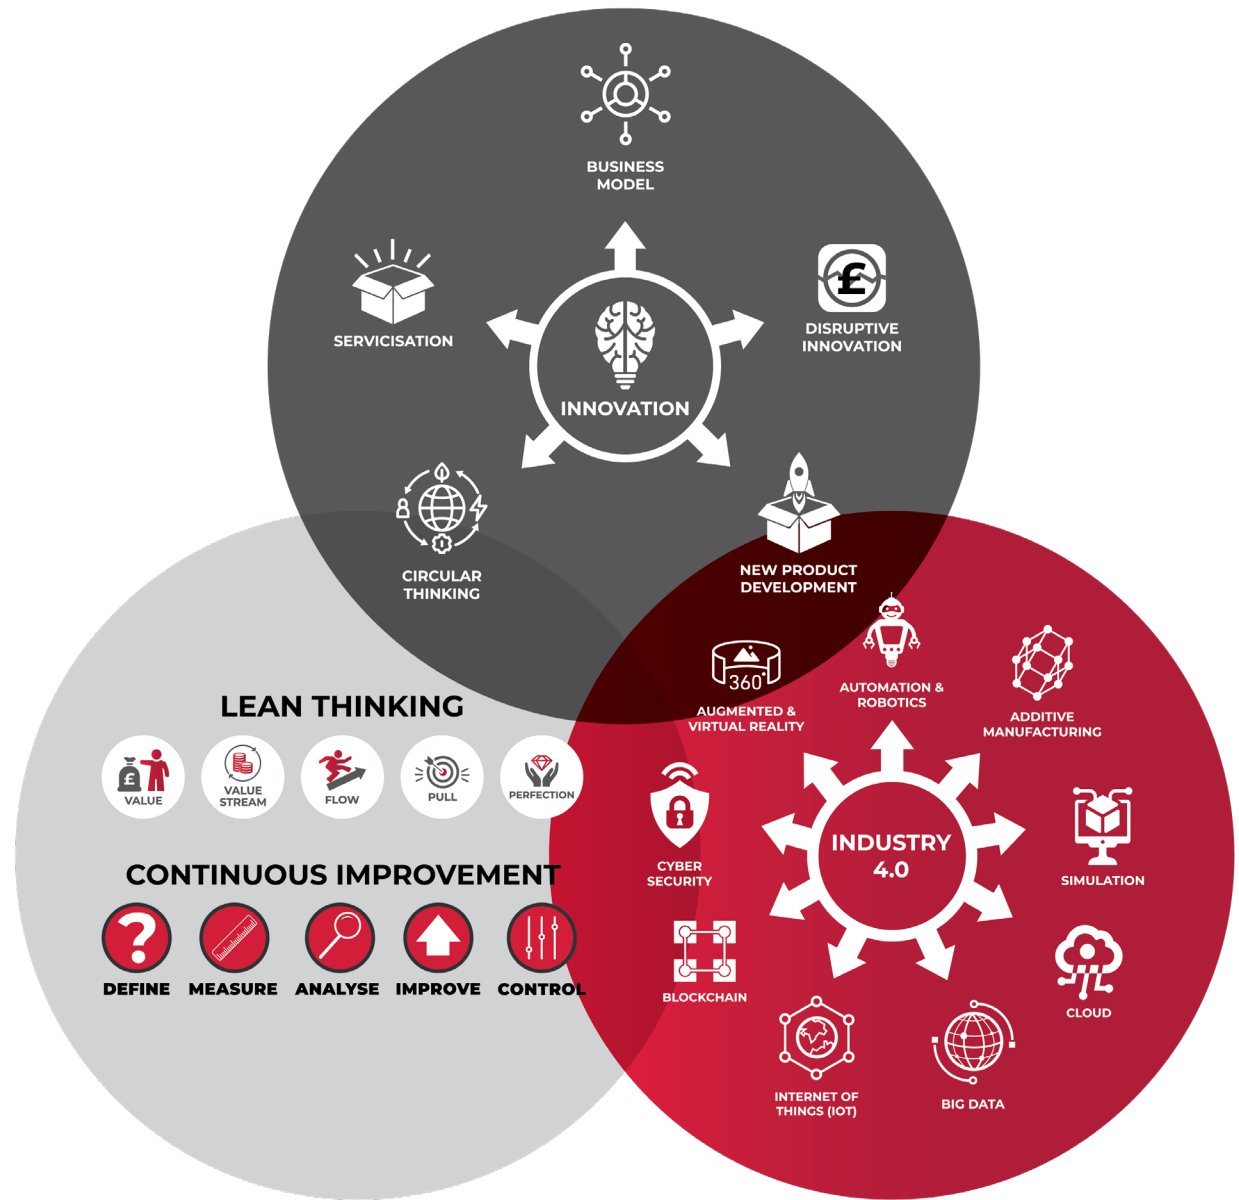 BUSINESS
MODEL
SERVICISATION
£
DISRUPTIVE
INNOVATION
INNOVATION
CIRCULAR
THINKING
NEW PRODUCT
DEVELOPMENT
LEAN THINKING
£
VALUE
VALUE
STREAM
FLOW
PULL
PERFECTION
CONTINUOUS IMPROVEMENT
?
DEFINE
MEASURE
ANALYSE
IMPROVE
CONTROL
360°
AUGMENTED &
VIRTUAL REALITY
AUTOMATION &
ROBOTICS
ADDITIVE
MANUFACTURING
CYBER
SECURITY
INDUSTRY
4.0
SIMULATION
BLOCKCHAIN
CLOUD
INTERNET OF
THINGS (IOT)
BIG DATA